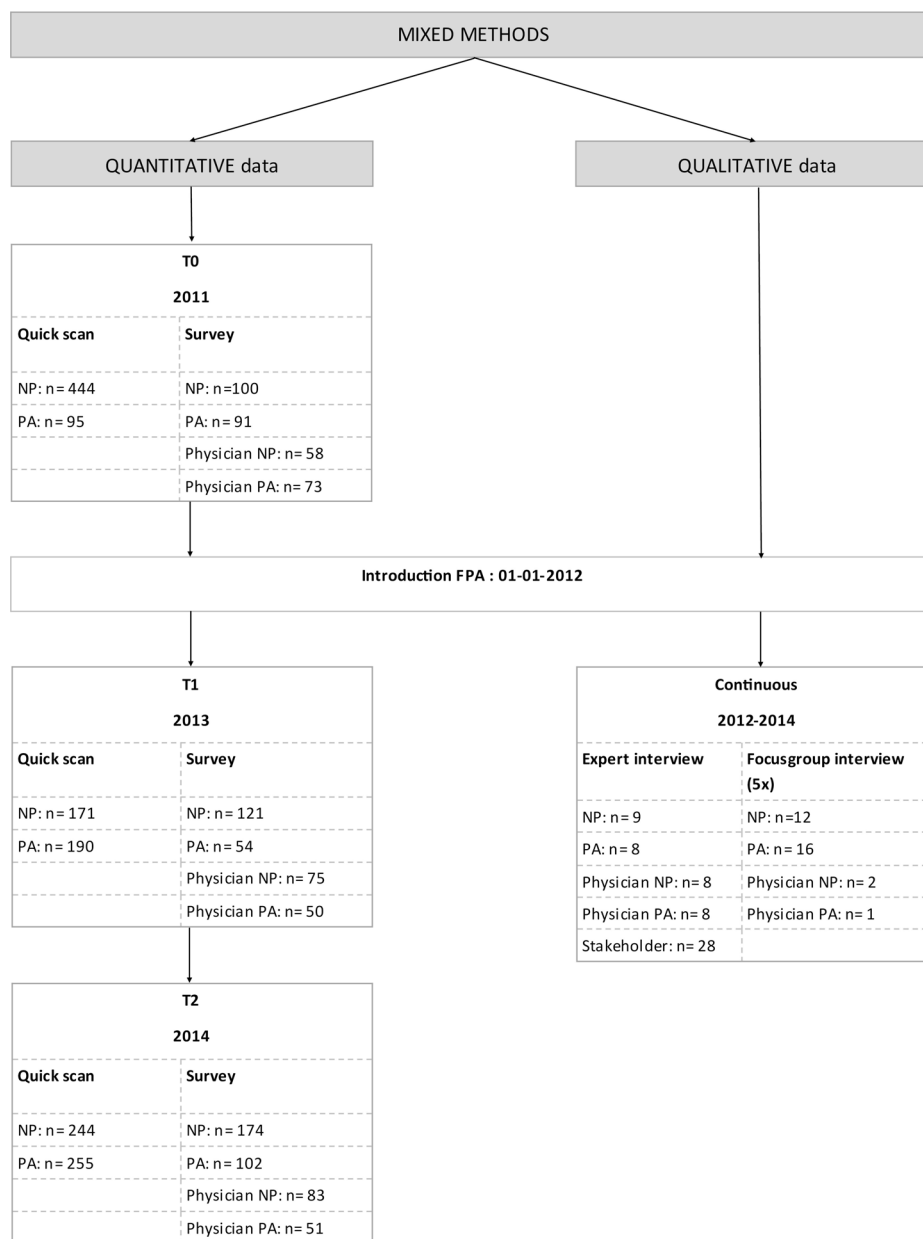 MIXED METHODS
QUANTITATIVE data
QUALITATIVE data
T0
2011
Quick scan Survey
NP: n= 444 NP: n=100
PA: n= 95 PA: n= 91
Physician NP: n= 58
Physician PA: n= 73
Introduction FPA : 01-01-2012
T1
2013
Quick scan Survey
NP: n= 171 NP: n= 121
PA: n= 190 PA: n= 54
Physician NP: n= 75
Physician PA: n= 50
Continuous
2012-2014
Expert interview Focusgroup interview
(5x)
NP: n= 9 NP: n=12
PA: n= 8 PA: n= 16
Physician NP: n= 8 Physician NP: n= 2
Physician PA: n= 8 Physician PA: n= 1
Stakeholder: n= 28
T2
2014
Quick scan Survey
NP: n= 244 NP: n= 174
PA: n= 255 PA: n= 102
Physician NP: n= 83
Physician PA: n= 51